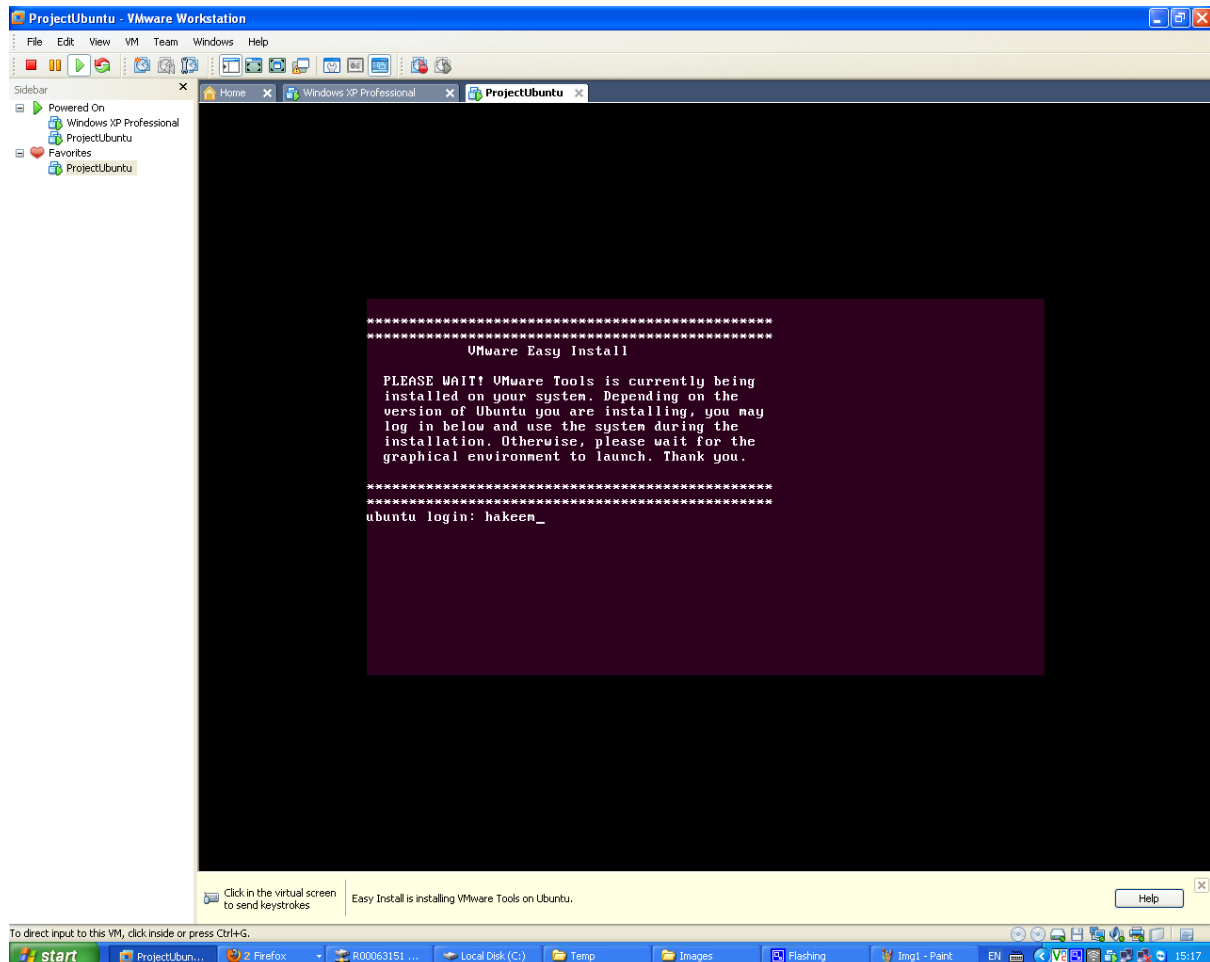 ProjectUbuntu - VMware Workstation
File Edit View VM Team Windows Help
Sidebar
Home Windows XP Professional ProjectUbuntu
Powered On
Windows XP Professional
ProjectUbuntu
Favorites
ProjectUbuntu
************************************************
************************************************
VMware Easy Install
PLEASE WAIT! VMware Tools is currently being
installed on your system. Depending on the
version of Ubuntu you are installing, you may
log in below and use the system during the
installation. Otherwise, please wait for the
graphical environment to launch. Thank you.
************************************************
************************************************
ubuntu login: hakeem_
Click in the virtual screen
to send keystrokes
Easy Install is installing VMware Tools on Ubuntu.
Help
To direct input to this VM, click inside or press Ctrl+G.
start ProjectUbun... 2 Firefox R00063151 ... Local Disk (C:) Temp Images Flashing Img1 - Paint EN 15:17